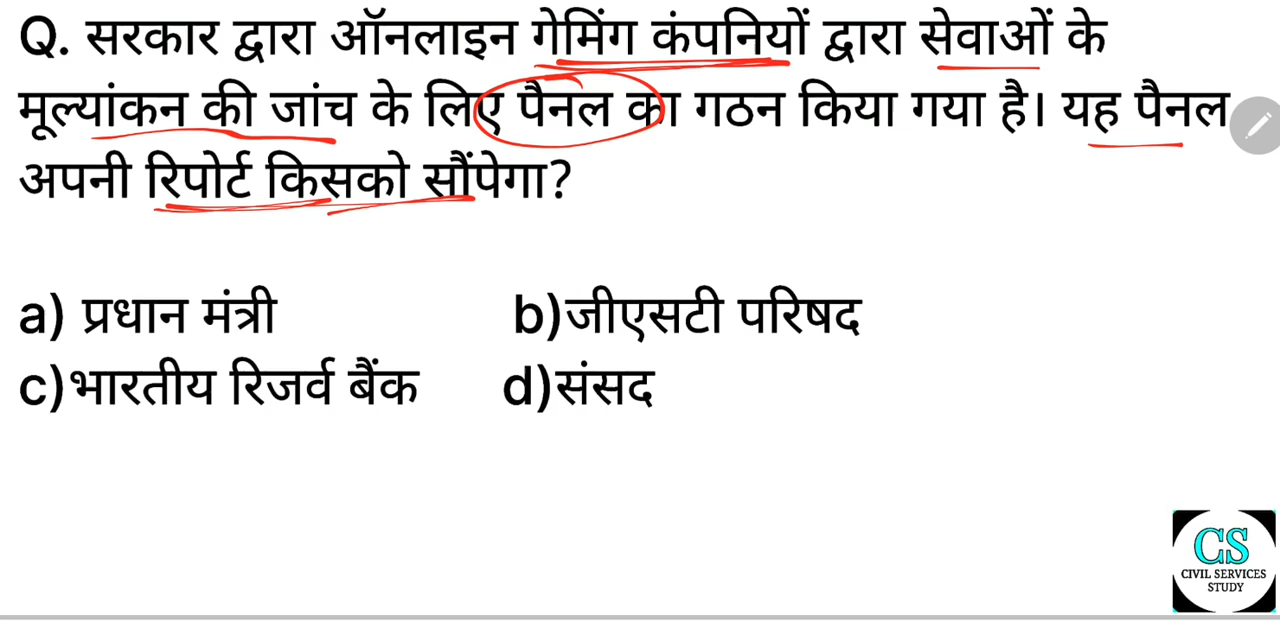 Q. सरकार द्वारा ऑनलाइन गेमिंग कंपनियों द्वारा सेवाओं के
मूल्यांकन की जांच के लिए पैनल का गठन किया गया है। यह पैनल
अपनी रिपोर्ट किसको सौंपेगा?
a) प्रधान मंत्री b)जीएसटी परिषद
c)भारतीय रिजर्व बैंक d)संसद
CS
CIVIL SERVICES
STUDY